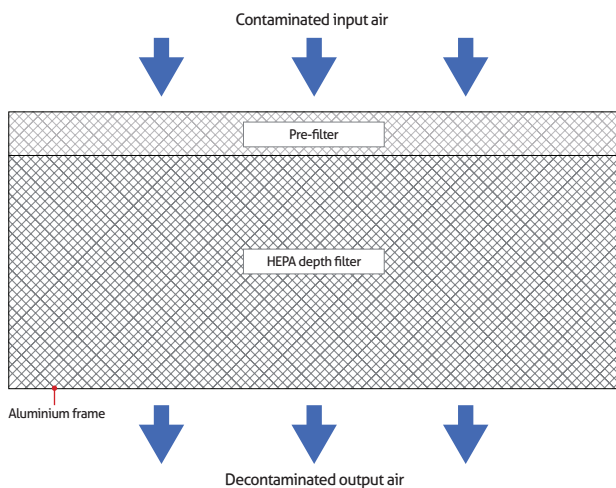 Contaminated input air
Pre-filter
HEPA depth filter
Aluminium frame
Decontaminated output air